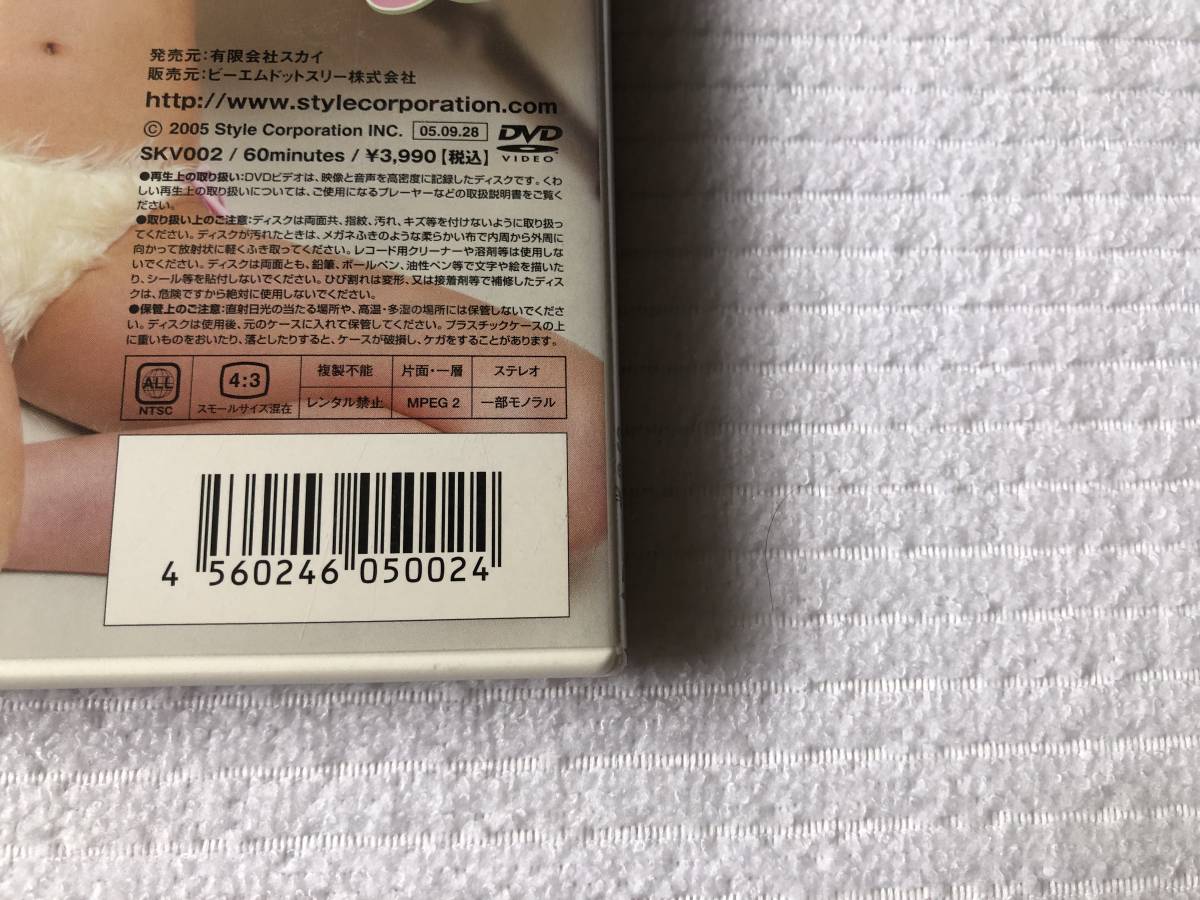 発売元:有限会社スカイ
販売元:ビーエムドットスリー株式会社
http://www.stylecorporation.com
© 2005 Style Corporation INC. 05.09.28 DVD VIDEO
SKV002 / 60minutes / ¥3,990【税込】
●再生上の取り扱い:DVDビデオは、映像と音声を高密度に記録したディスクです。くわ
しい再生上の取り扱いについては、ご使用になるプレーヤーなどの取扱説明書をご覧く
ださい。
●取り扱い上のご注意:ディスクは両面共、指紋、汚れ、キズ等を付けないように取り扱っ
てください。ディスクが汚れたときは、メガネふきのような柔らかい布で内周から外周に
向かって放射状に軽くふき取ってください。レコード用クリーナーや溶剤等は使用しな
いでください。ディスクは両面とも、鉛筆、ボールペン、油性ペン等で文字や絵を描いた
り、シール等を貼付しないでください。ひび割れは変形、又は接着剤等で補修したディス
クは、危険ですから絶対に使用しないでください。
●保管上のご注意:直射日光の当たる場所や、高温・多湿の場所には保管しないでくださ
い。ディスクは使用後、元のケースに入れて保管してください。プラスチックケースの上
に重いものをおいたり、落としたりすると、ケースが破損し、ケガをすることがあります。
ALL NTSC
4:3 スモールサイズ混在
複製不能 片面・一層 ステレオ
レンタル禁止 MPEG 2 一部モノラル
4 560246 050024